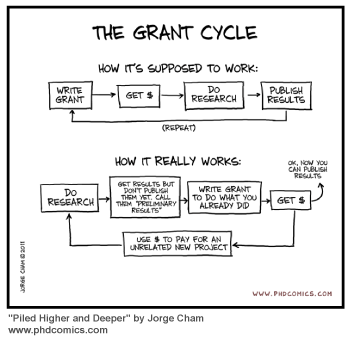 THE GRANT CYCLE
HOW IT'S SUPPOSED TO WORK:
WRITE
GRANT
GET $
DO
RESEARCH
PUBLISH
RESULTS
(REPEAT)
HOW IT REALLY WORKS:
OK, NOW YOU
CAN PUBLISH
RESULTS
DO
RESEARCH
GET RESULTS BUT
DON'T PUBLISH
THEM YET. CALL
THEM "PRELIMINARY
RESULTS"
WRITE GRANT
TO DO WHAT YOU
ALREADY DID
GET $
USE $ TO PAY FOR AN
UNRELATED NEW PROJECT
JORGE CHAM © 2011
WWW.PHDCOMICS.COM
"Piled Higher and Deeper" by Jorge Cham
www.phdcomics.com